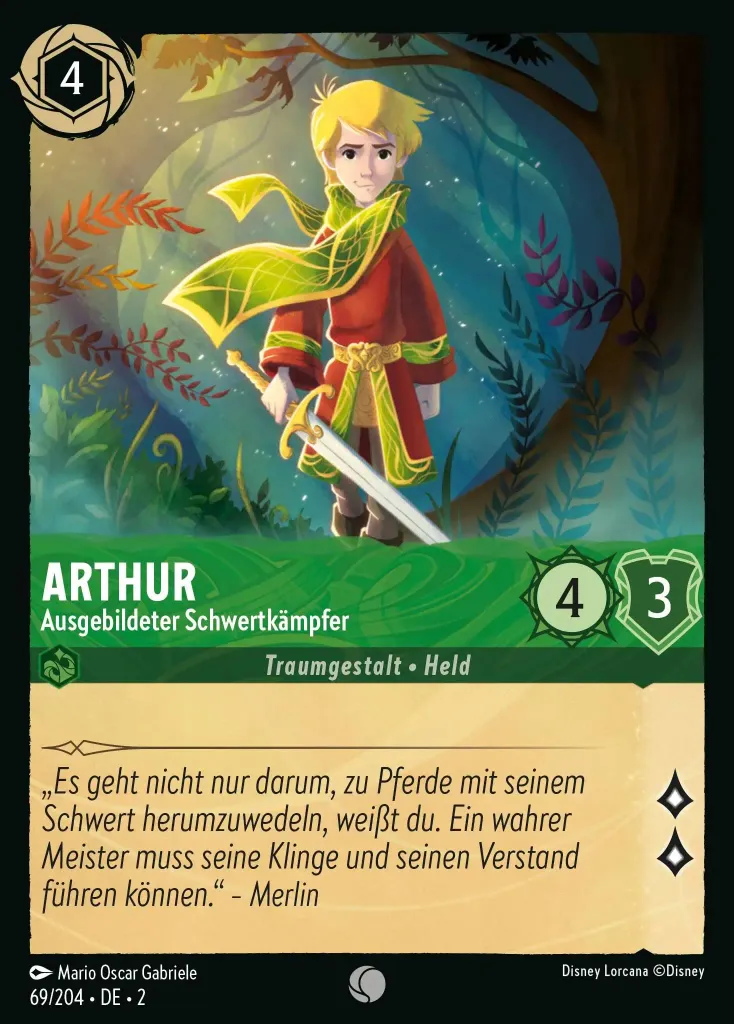 4
ARTHUR
Ausgebildeter Schwertkämpfer
4
3
Traumgestalt • Held
„Es geht nicht nur darum, zu Pferde mit seinem
Schwert herumzuwedeln, weißt du. Ein wahrer
Meister muss seine Klinge und seinen Verstand
führen können.“ - Merlin
Mario Oscar Gabriele
Disney Lorcana ©Disney
69/204 • DE • 2